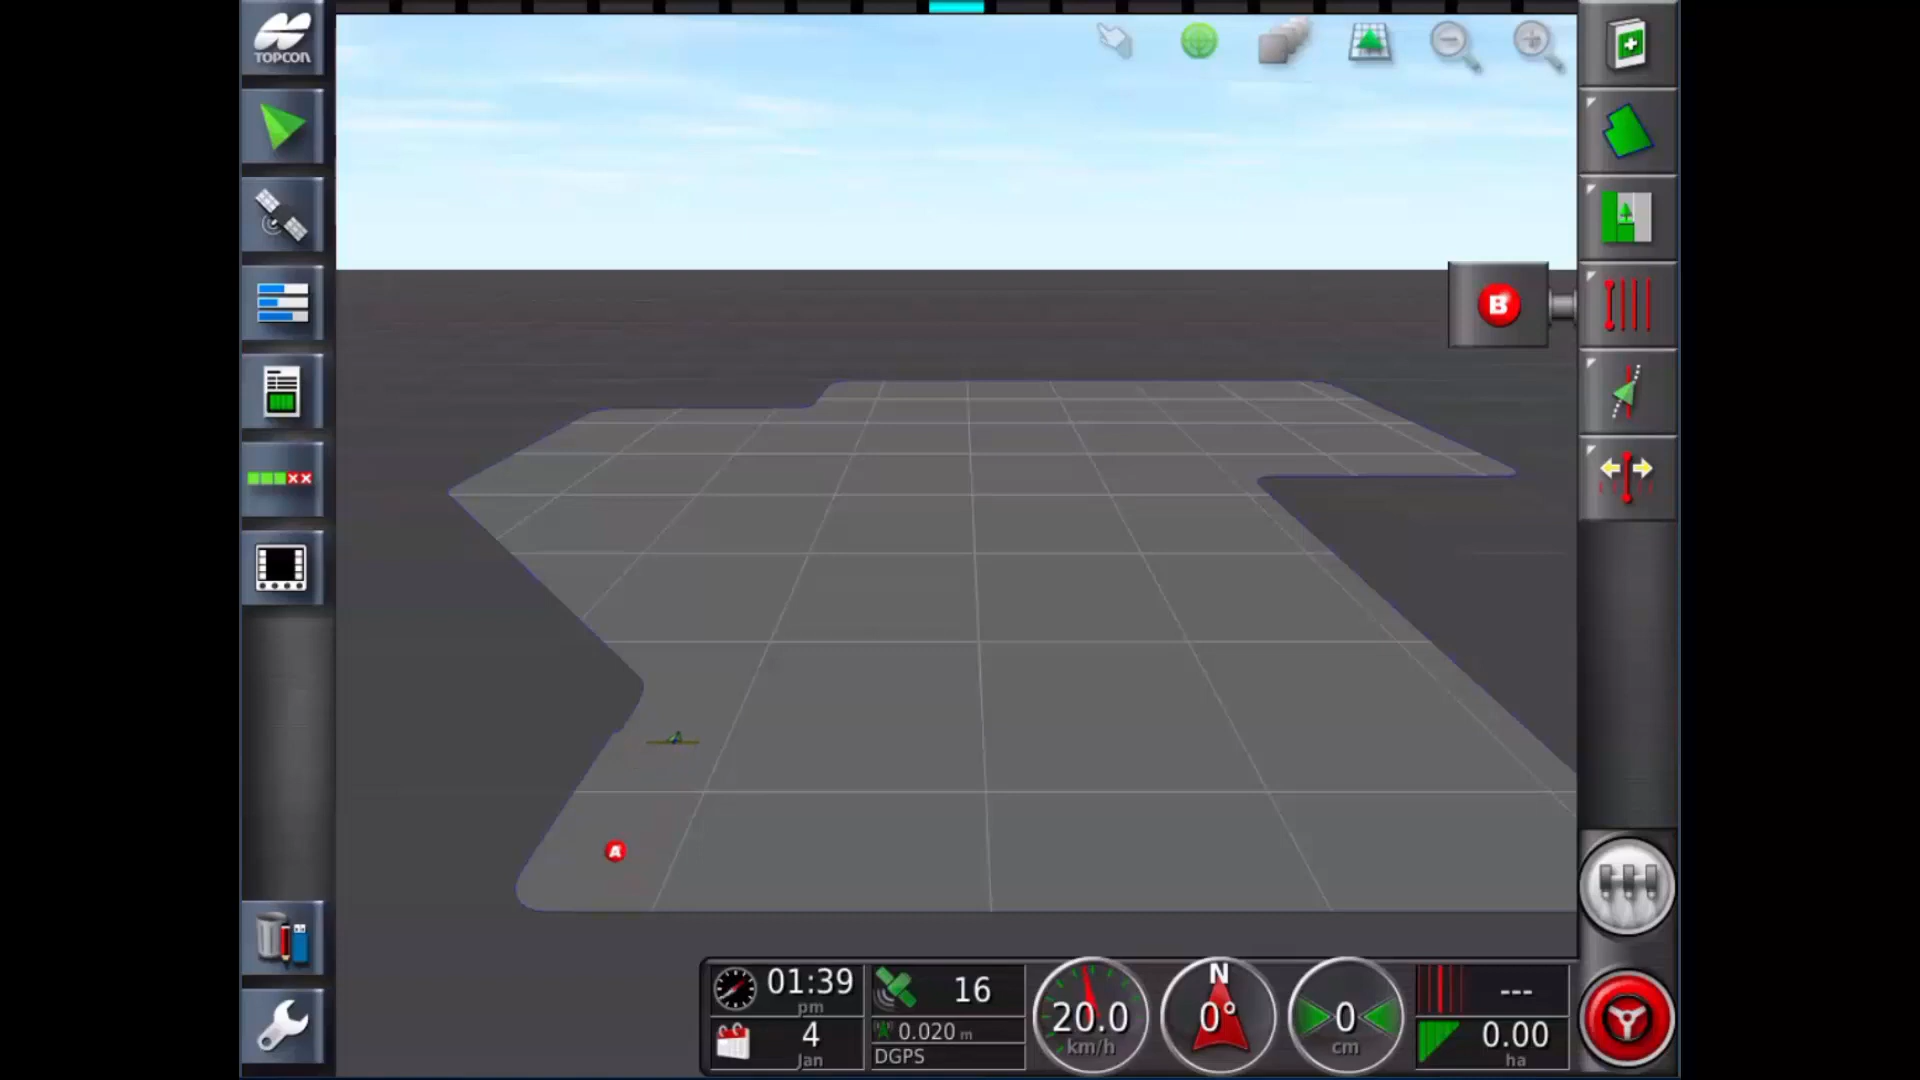 TOPCON
B
A
01:39
pm
4
Jan
16
0.020 m
DGPS
20.0
km/h
N
0°
0
cm
---
0.00
ha